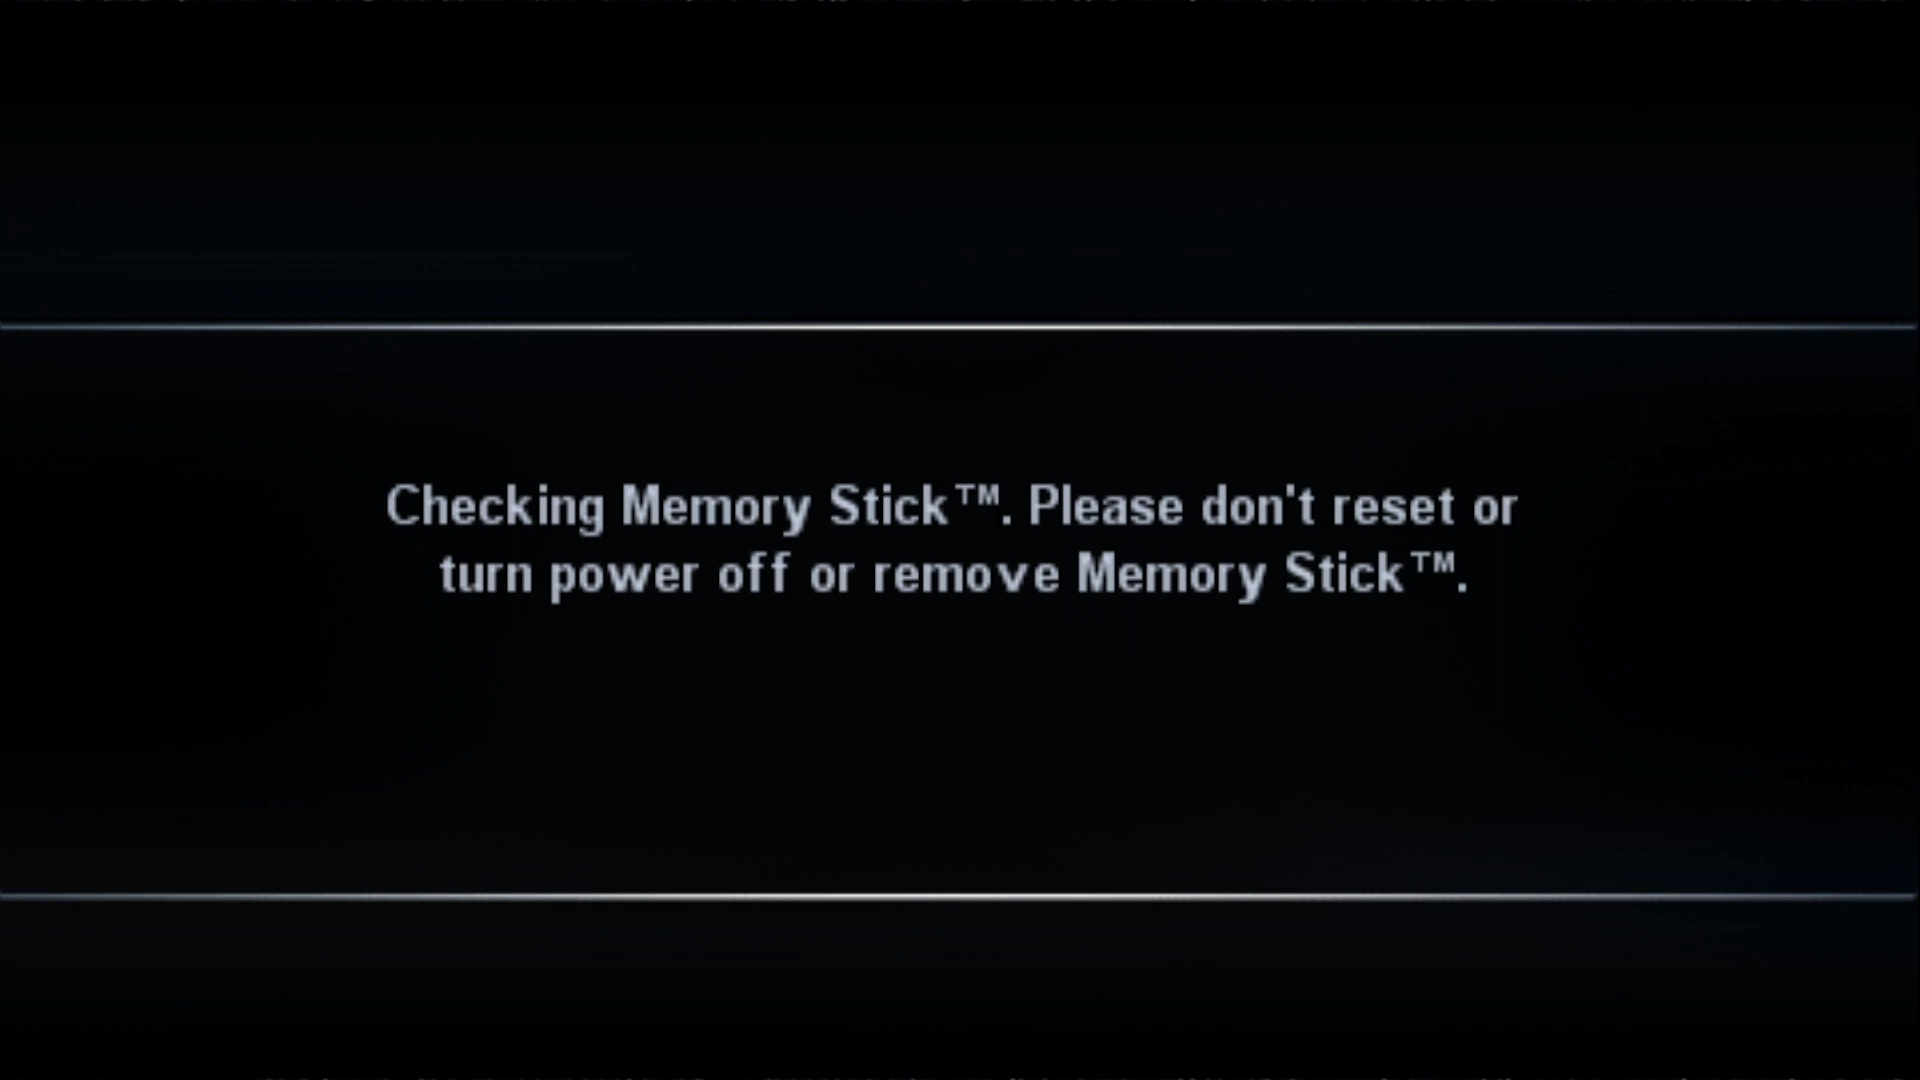 Checking Memory Stick™. Please don't reset or
turn power off or remove Memory Stick™.